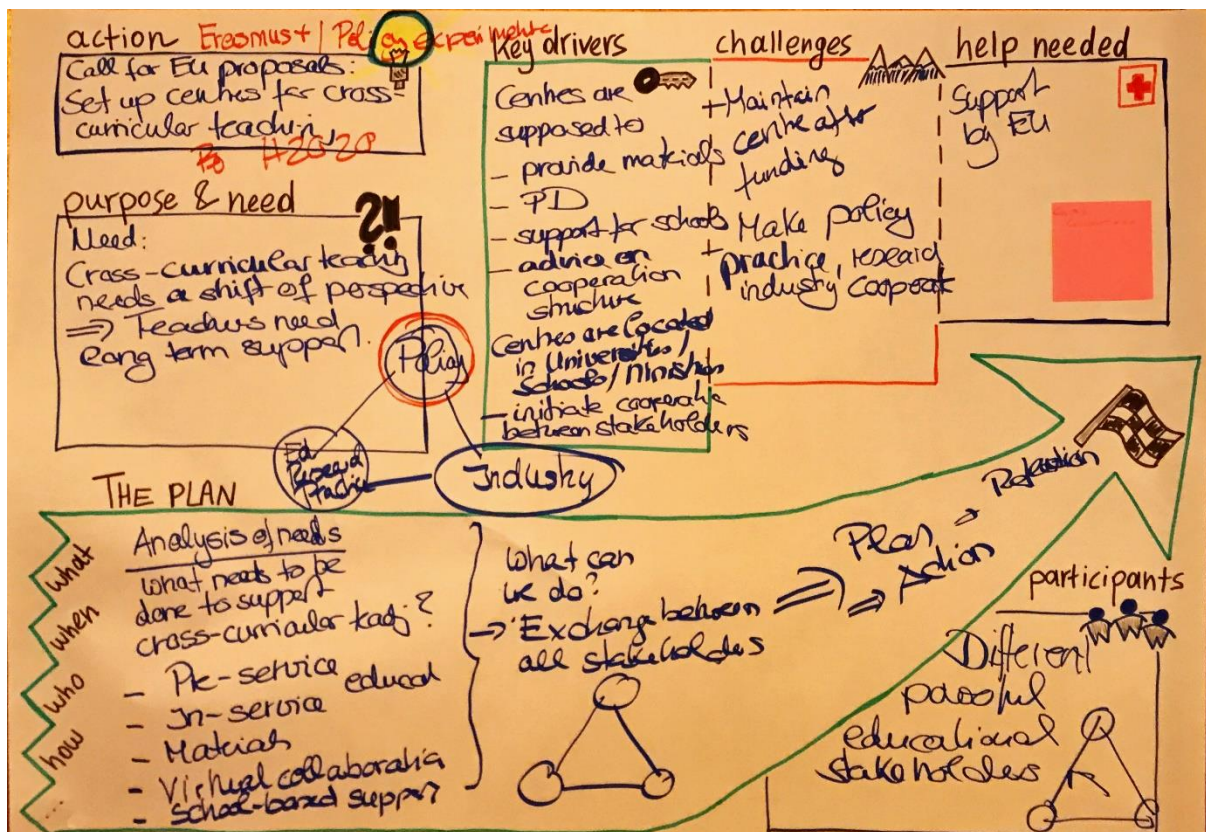 action Erasmus+ / Policy experiments
Call for EU proposals:
Set up centres for cross-
curricular teaching
H2020
purpose & need
?!!
Need:
Cross-curricular teaching
needs a shift of perspective
⇒ Teachers need
long term support.
Policy
Ed
Research
Practice
Industry
Key drivers
Centres are
supposed to
- provide materials
- PD
- support for schools
- advice on
cooperation
structure
Centres are located
in Universities /
Schools / Ministries
- initiate cooperation
between stakeholders
challenges
+ Maintain
centre after
funding
+ Make policy
practice, research
industry cooperate
help needed
Support
by EU
THE PLAN
what
when
who
how
...
Analysis of needs
What needs to be
done to support
cross-curricular ?
- Pre-service
educat
- In-service
- Materials
- Virtual collaboration
- School-based support
What can
we do?
→ Exchange between
all stakeholders
⇒ Plan
⇒ Action
→ Reflection
participants
Different
educational
stakeholders